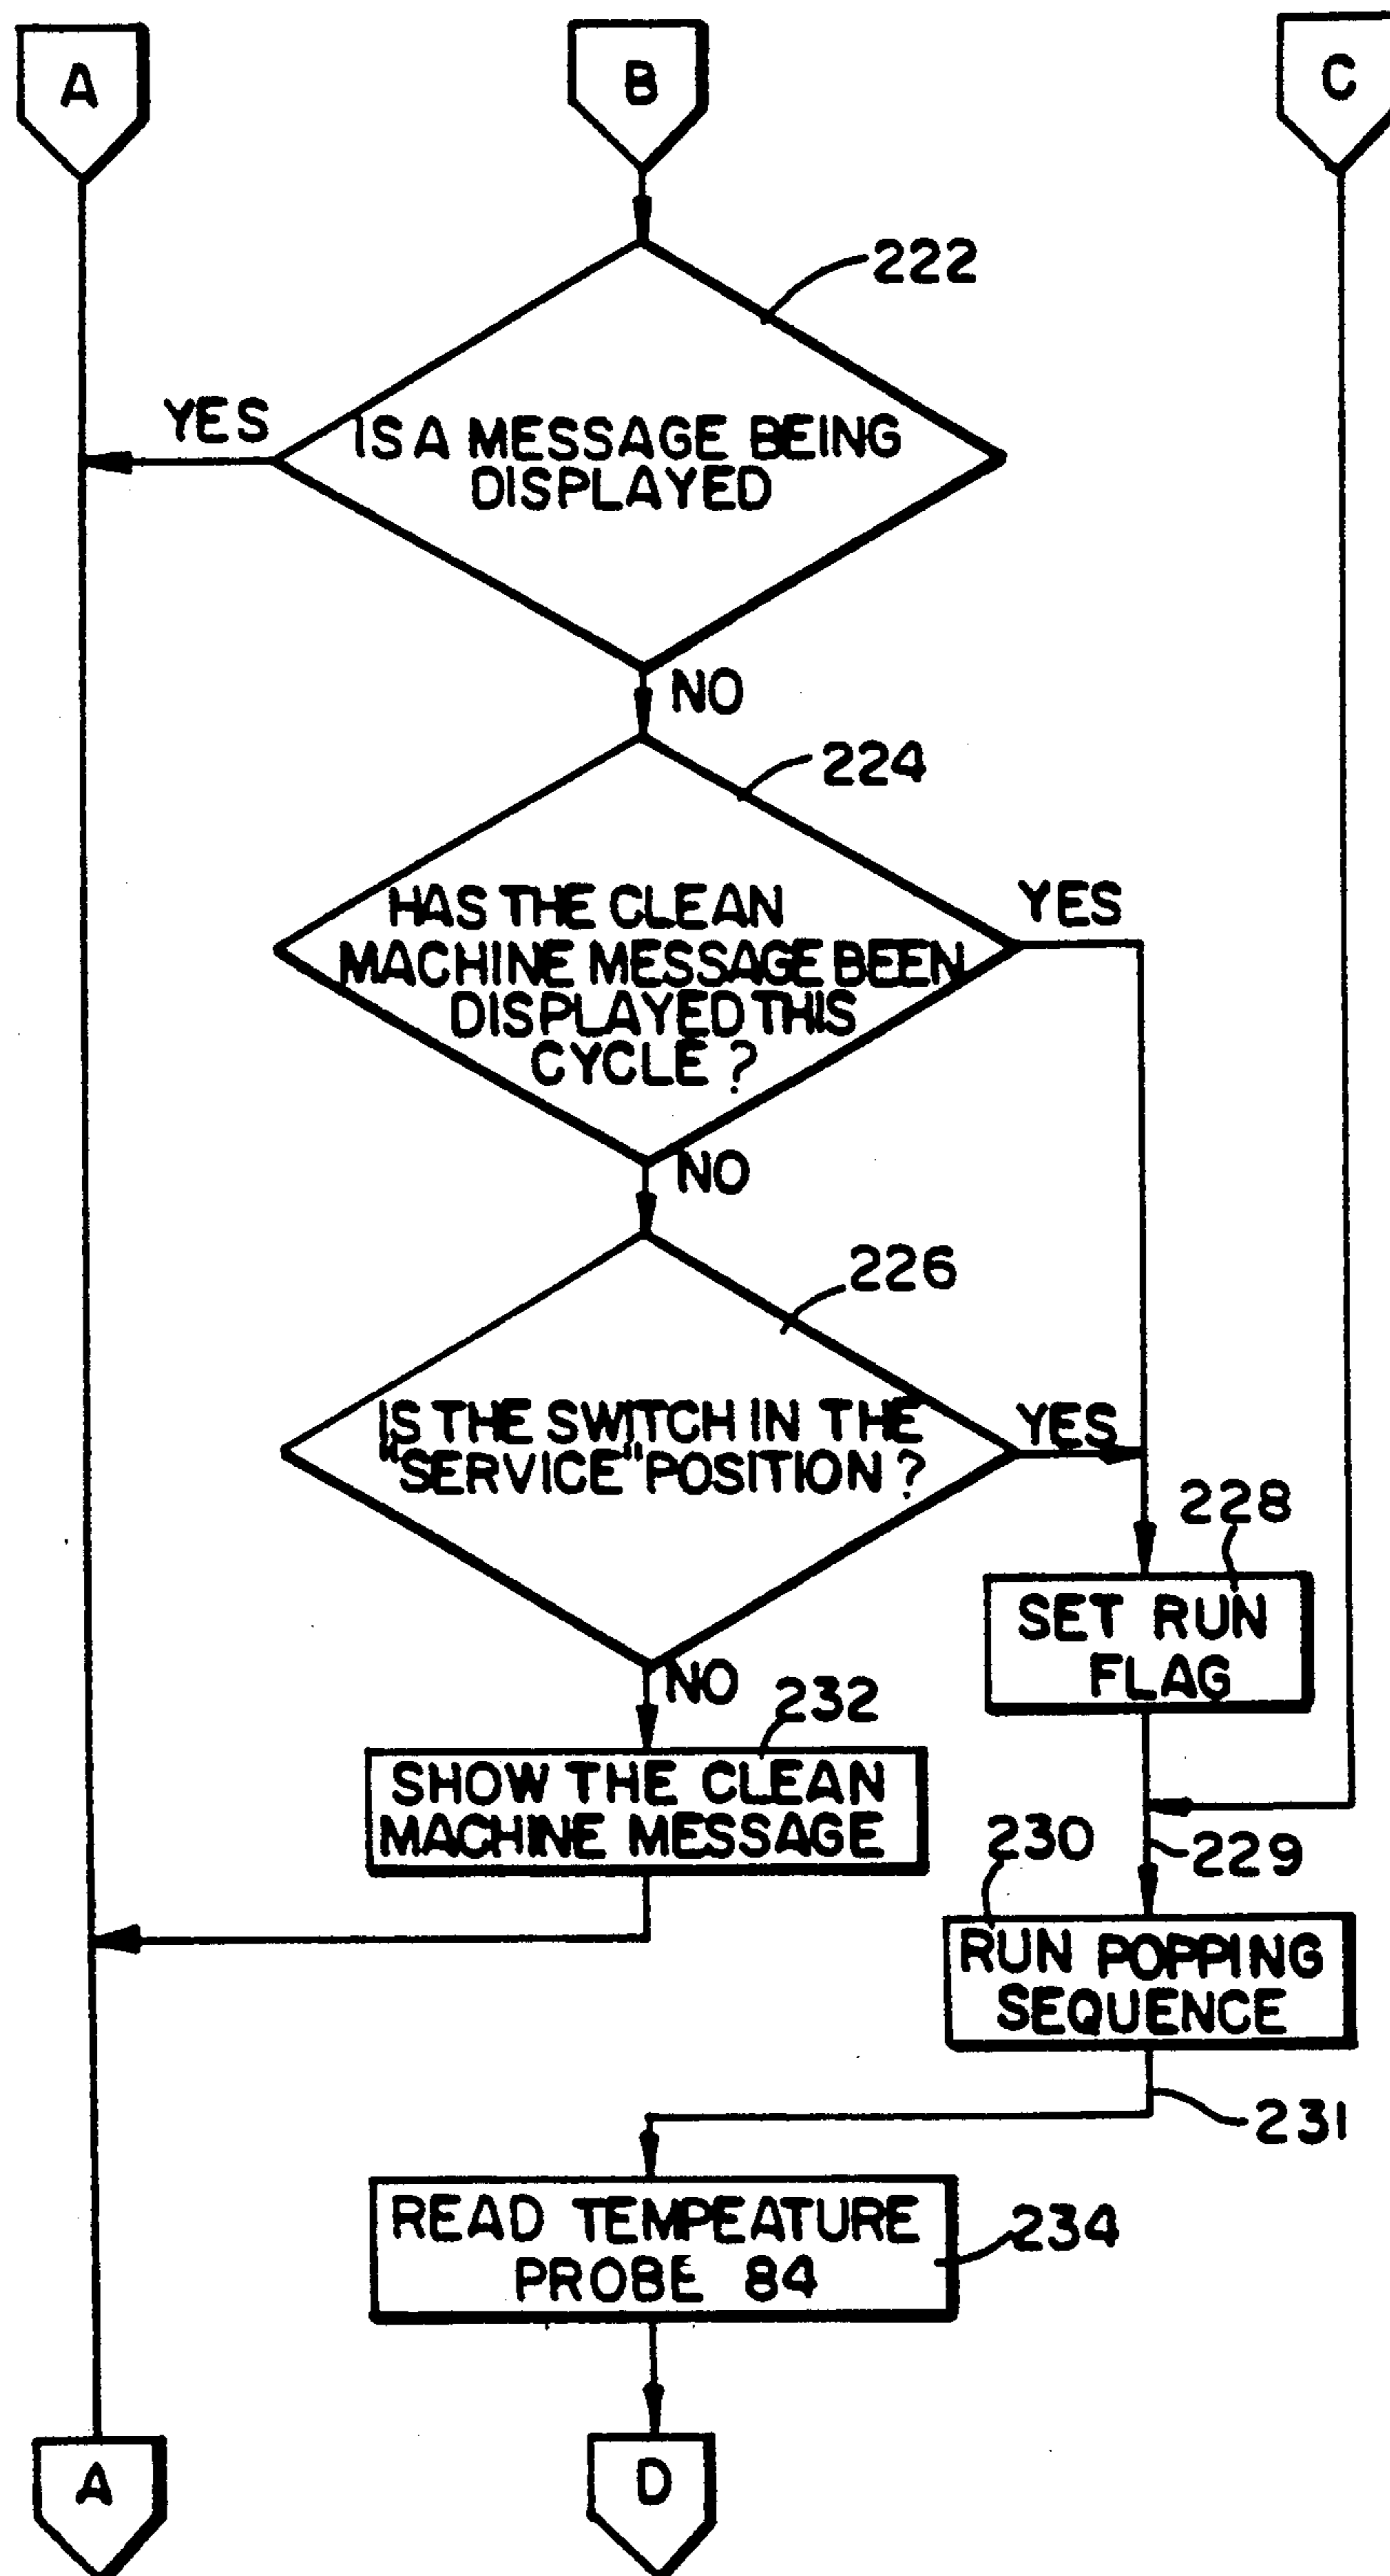 A
B
C
222
YES
IS A MESSAGE BEING
DISPLAYED
NO
224
HAS THE CLEAN
MACHINE MESSAGE BEEN
DISPLAYED THIS
CYCLE?
YES
NO
226
IS THE SWITCH IN THE
"SERVICE" POSITION?
YES
228
SET RUN
FLAG
NO
232
SHOW THE CLEAN
MACHINE MESSAGE
230
229
RUN POPPING
SEQUENCE
231
READ TEMPEATURE
PROBE 84
234
A
D